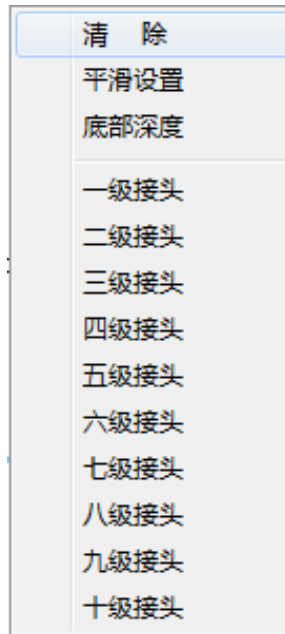 清 除
平滑设置
底部深度
一级接头
二级接头
三级接头
四级接头
五级接头
六级接头
七级接头
八级接头
九级接头
十级接头